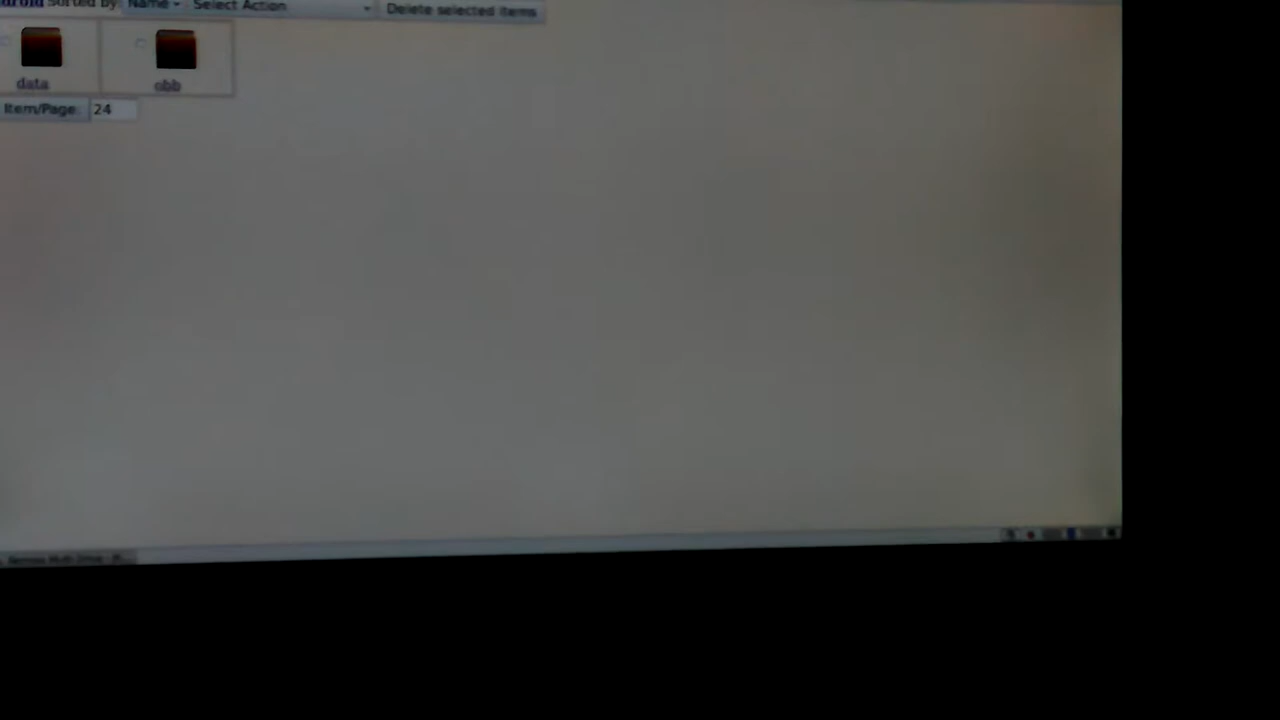 Sorted by: Name Select Action Delete selected items
data obb
Item/Page: 24